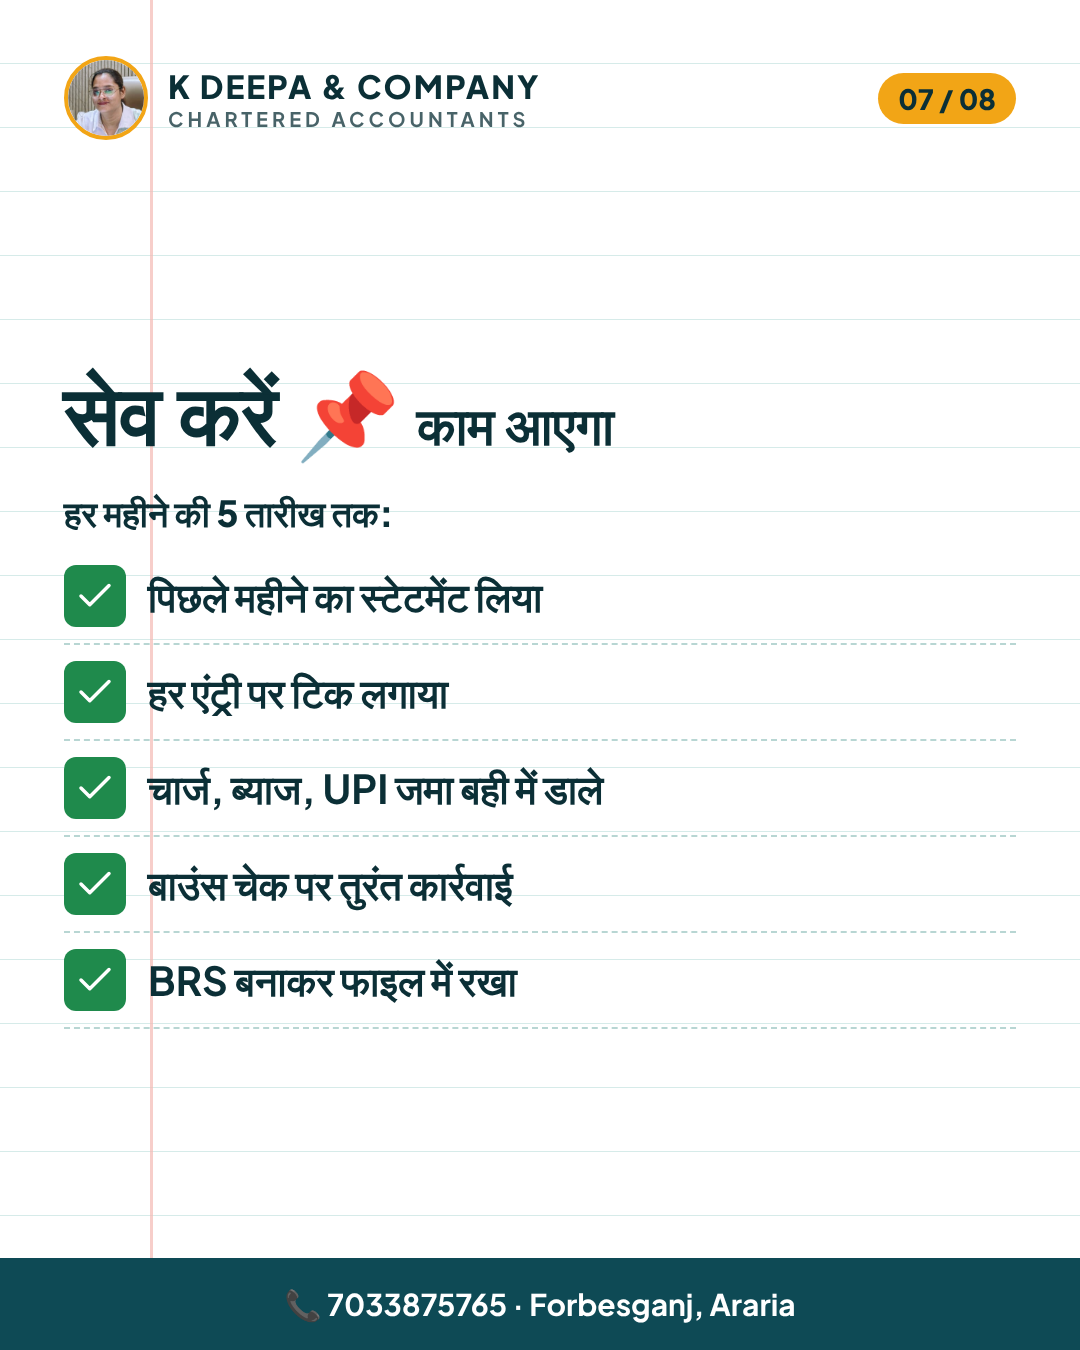 K DEEPA & COMPANY
CHARTERED ACCOUNTANTS
07 / 08
सेव करें 📌 काम आएगा
हर महीने की 5 तारीख तक:
पिछले महीने का स्टेटमेंट लिया
हर एंट्री पर टिक लगाया
चार्ज, ब्याज, UPI जमा बही में डाले
बाउंस चेक पर तुरंत कार्रवाई
BRS बनाकर फाइल में रखा
📞 7033875765 · Forbesganj, Araria